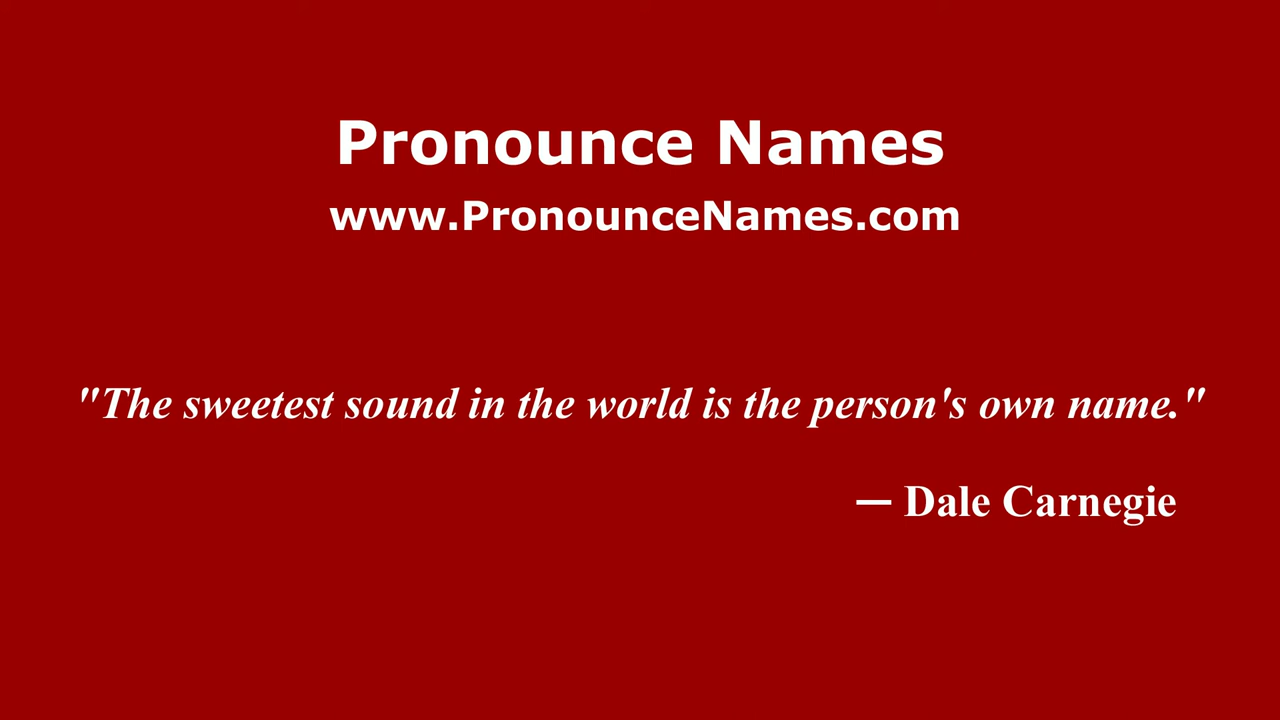 Pronounce Names
www.PronounceNames.com
"The sweetest sound in the world is the person's own name."
— Dale Carnegie